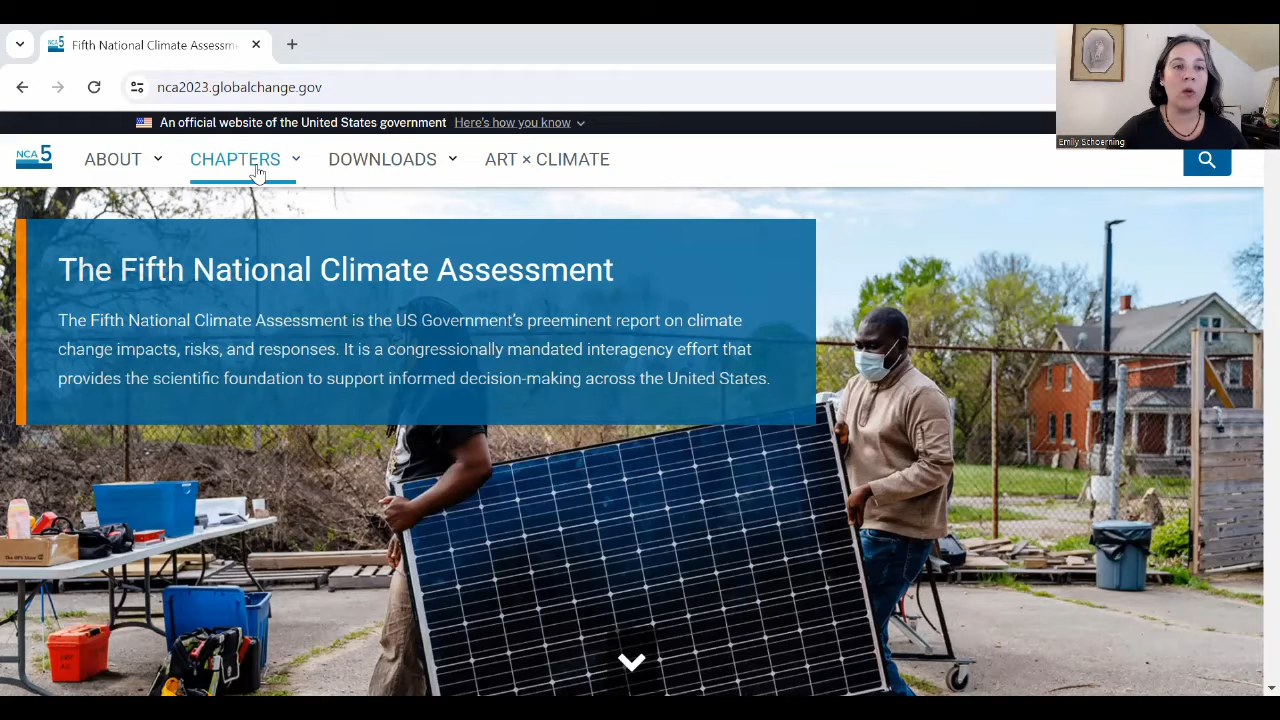 Fifth National Climate Assessm
nca2023.globalchange.gov
An official website of the United States government Here's how you know
NCA 5
ABOUT CHAPTERS DOWNLOADS ART × CLIMATE
Emily Schoerning
The Fifth National Climate Assessment
The Fifth National Climate Assessment is the US Government's preeminent report on climate
change impacts, risks, and responses. It is a congressionally mandated interagency effort that
provides the scientific foundation to support informed decision-making across the United States.